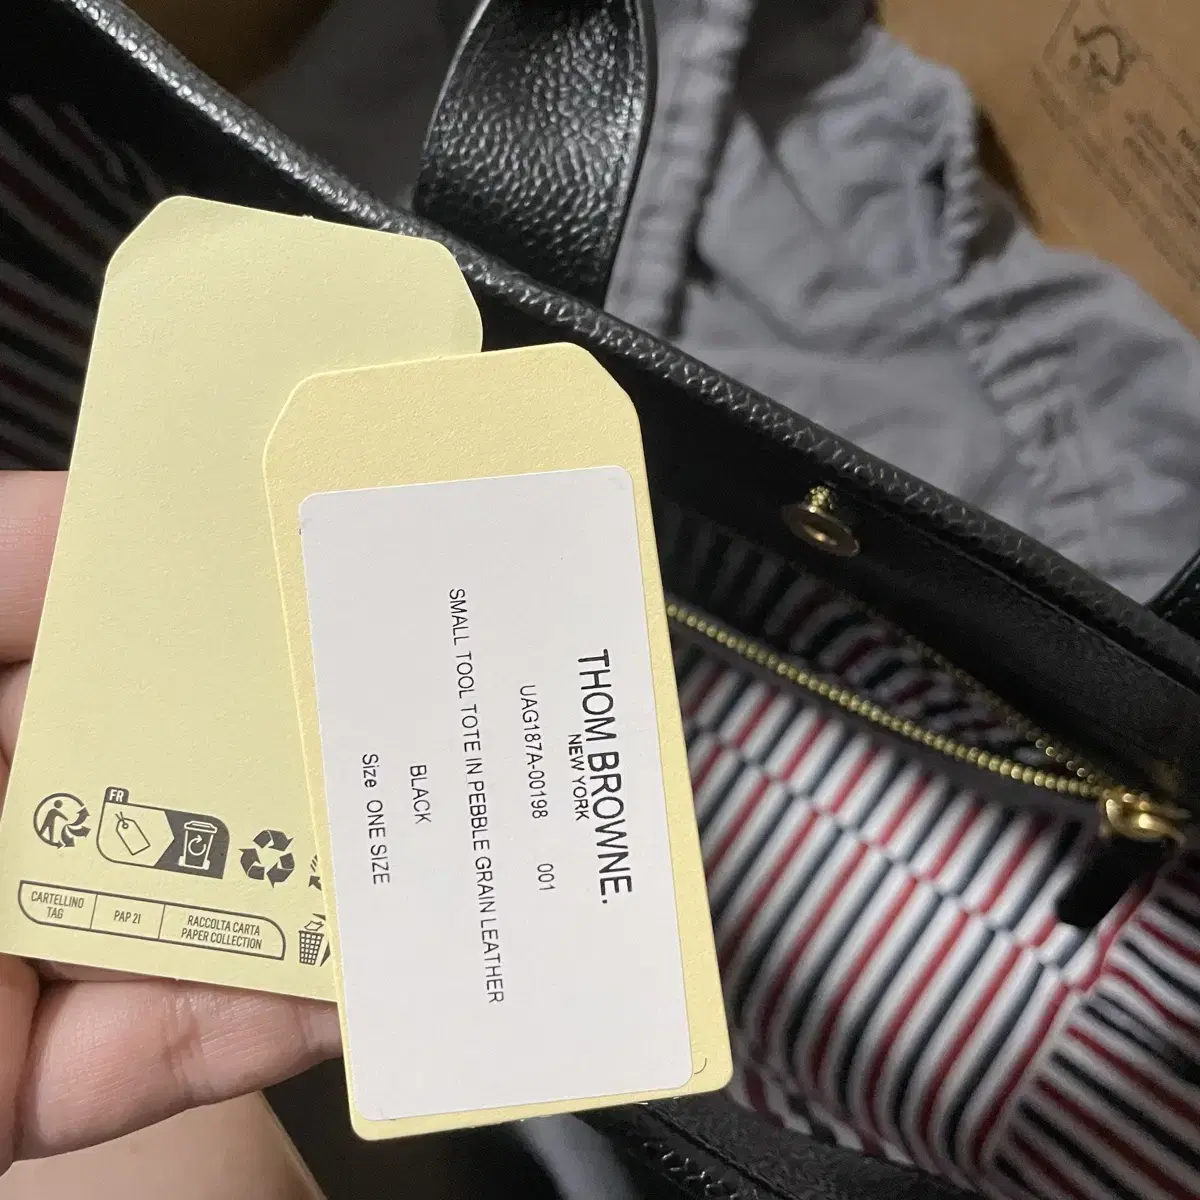 THOM BROWNE.
NEW YORK
UAG187A-00198 001
SMALL TOOL TOTE IN PEBBLE GRAIN LEATHER
BLACK
Size ONE SIZE
FR
CARTELLINO
TAG
PAP 21
RACCOLTA CARTA
PAPER COLLECTION